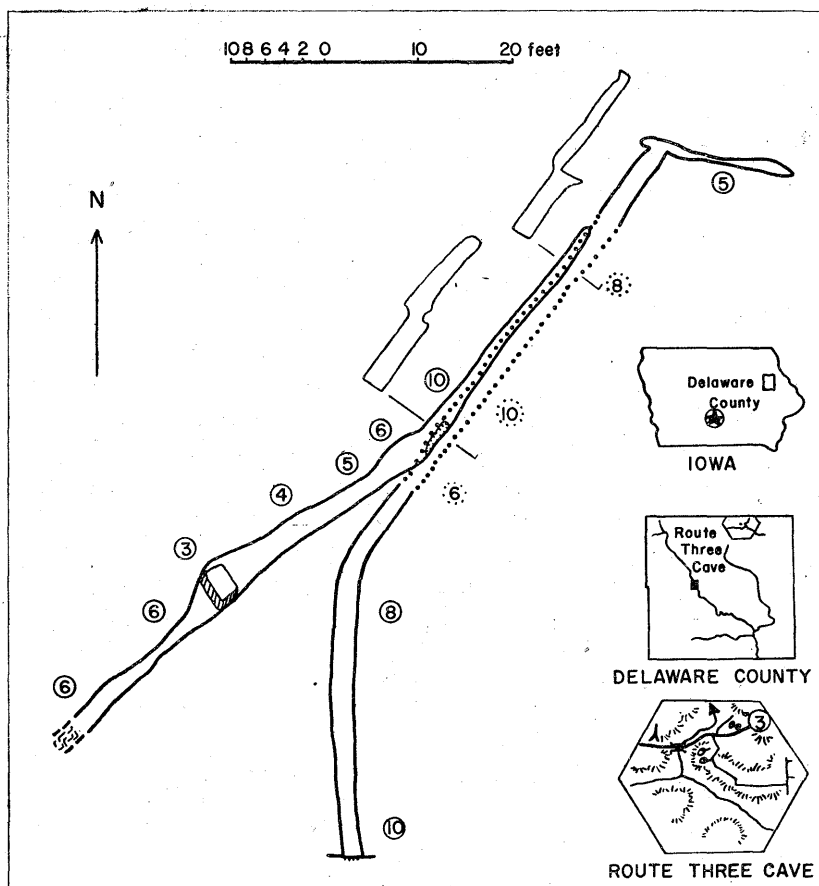 10 8 6 4 2 0 10 20 feet
N
5
8
10
10
6
5
6
4
3
8
6
6
10
Delaware
County
IOWA
Route
Three
Cave
DELAWARE COUNTY
3
ROUTE THREE CAVE